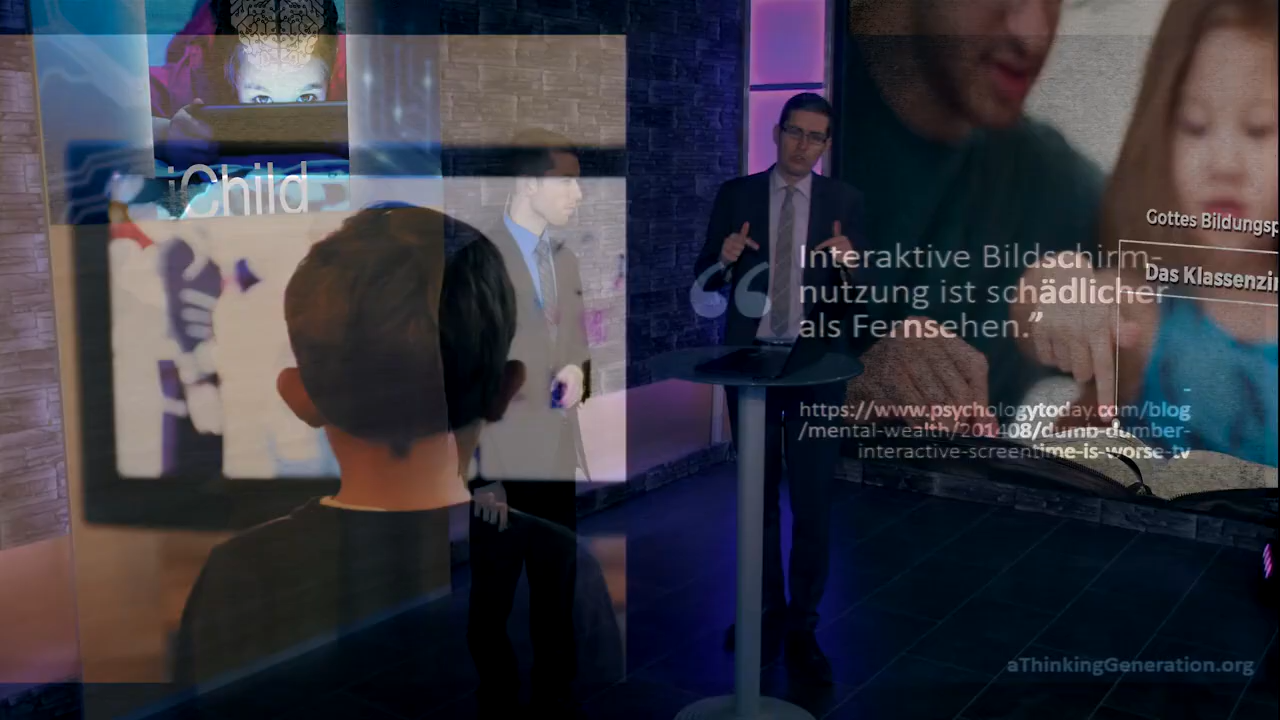 iChild
Gottes Bildungsp
Interaktive Bildschirm-
Das Klassenzi
nutzung ist schädlicher
als Fernsehen.”
https://www.psychologytoday.com/blog
/mental-wealth/201408/dumb-dumber-
interactive-screentime-is-worse-tv
aThinkingGeneration.org